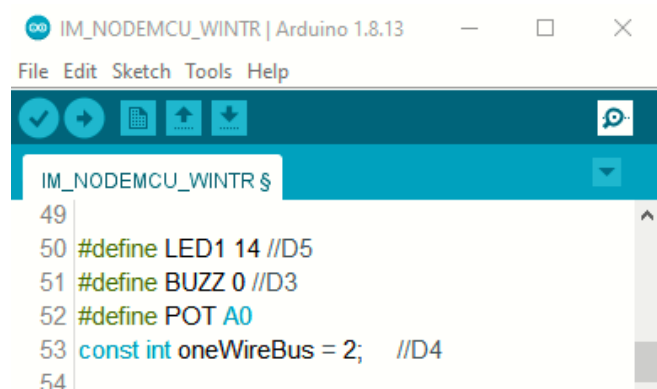 IM_NODEMCU_WINTR | Arduino 1.8.13
File Edit Sketch Tools Help
IM_NODEMCU_WINTR §
49
50 #define LED1 14 //D5
51 #define BUZZ 0 //D3
52 #define POT A0
53 const int oneWireBus = 2; //D4
54